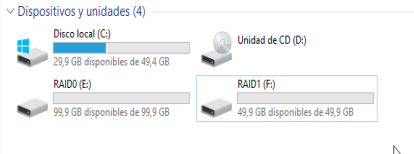 Dispositivos y unidades (4)
Disco local (C:)
29,9 GB disponibles de 49,4 GB
Unidad de CD (D:)
RAID0 (E:)
99,9 GB disponibles de 99,9 GB
RAID1 (F:)
49,9 GB disponibles de 49,9 GB